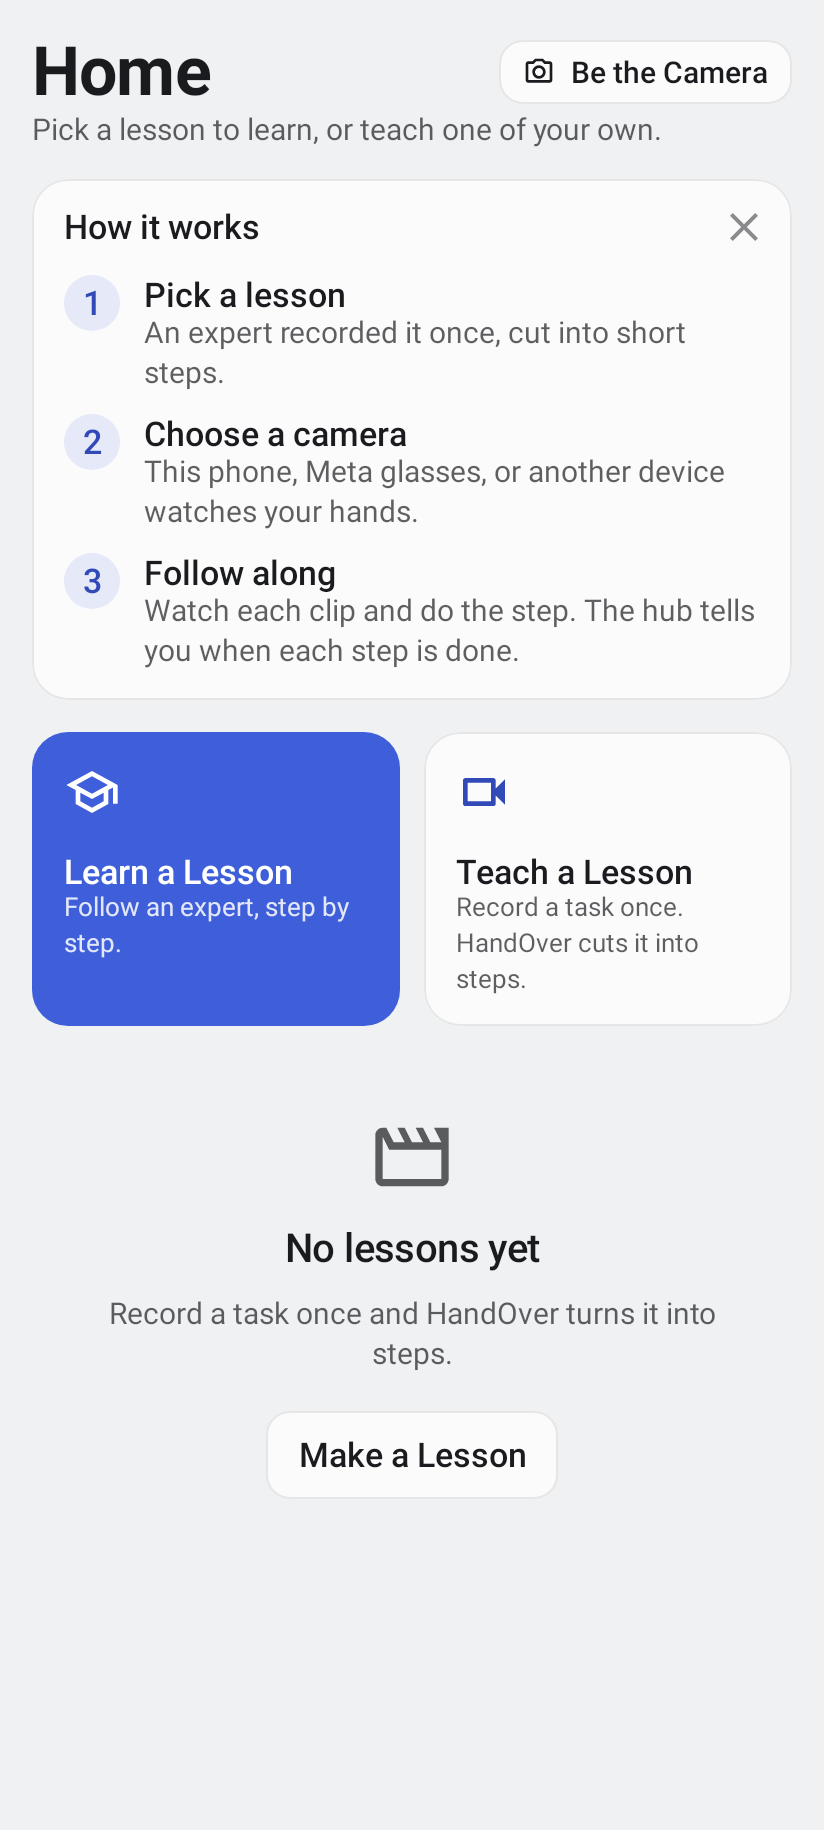 Home
Be the Camera
Pick a lesson to learn, or teach one of your own.
How it works
1
Pick a lesson
An expert recorded it once, cut into short
steps.
2
Choose a camera
This phone, Meta glasses, or another device
watches your hands.
3
Follow along
Watch each clip and do the step. The hub tells
you when each step is done.
Learn a Lesson
Follow an expert, step by
step.
Teach a Lesson
Record a task once.
HandOver cuts it into
steps.
No lessons yet
Record a task once and HandOver turns it into
steps.
Make a Lesson